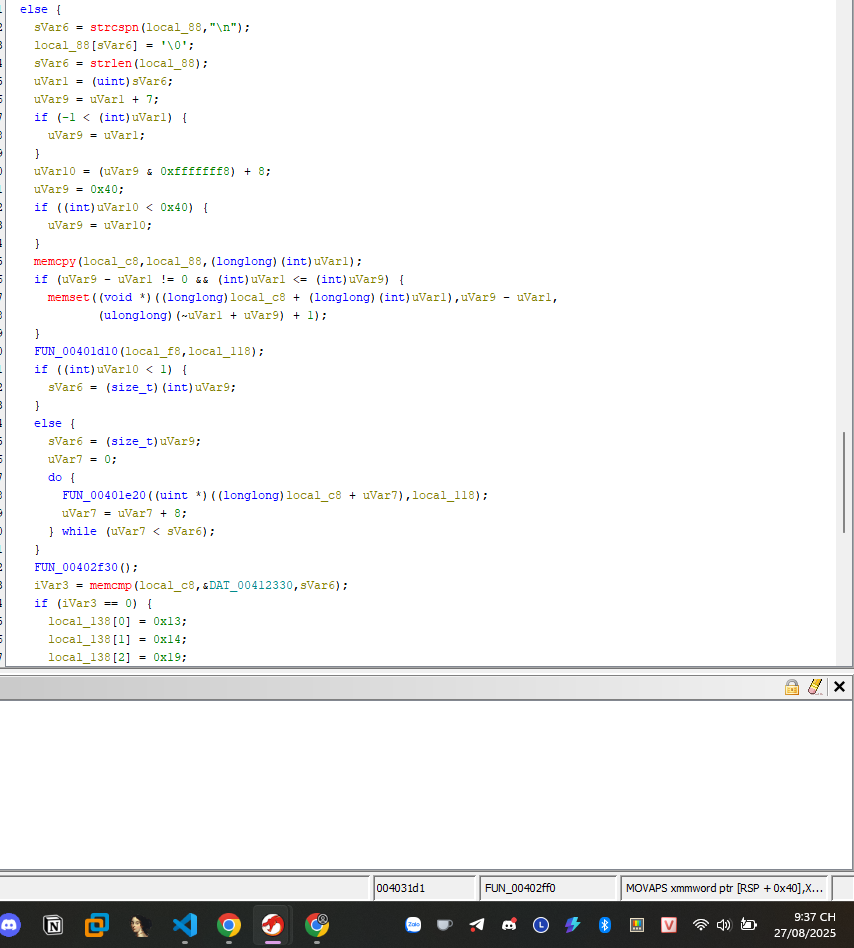 else {
sVar6 = strcspn(local_88,"\n");
local_88[sVar6] = '\0';
sVar6 = strlen(local_88);
uVar1 = (uint)sVar6;
uVar9 = uVar1 + 7;
if (-1 < (int)uVar1) {
uVar9 = uVar1;
}
uVar10 = (uVar9 & 0xfffffff8) + 8;
uVar9 = 0x40;
if ((int)uVar10 < 0x40) {
uVar9 = uVar10;
}
memcpy(local_c8,local_88,(longlong)(int)uVar1);
if (uVar9 - uVar1 != 0 && (int)uVar1 <= (int)uVar9) {
memset((void *)((longlong)local_c8 + (longlong)(int)uVar1),uVar9 - uVar1,
(ulonglong)(~uVar1 + uVar9) + 1);
}
FUN_00401d10(local_f8,local_118);
if ((int)uVar10 < 1) {
sVar6 = (size_t)(int)uVar9;
}
else {
sVar6 = (size_t)uVar9;
uVar7 = 0;
do {
FUN_00401e20((uint *)((longlong)local_c8 + uVar7),local_118);
uVar7 = uVar7 + 8;
} while (uVar7 < sVar6);
}
FUN_00402f30();
iVar3 = memcmp(local_c8,&DAT_00412330,sVar6);
if (iVar3 == 0) {
local_138[0] = 0x13;
local_138[1] = 0x14;
local_138[2] = 0x19;
004031d1
FUN_00402ff0
MOVAPS xmmword ptr [RSP + 0x40],X...
Zalo
9:37 CH
27/08/2025